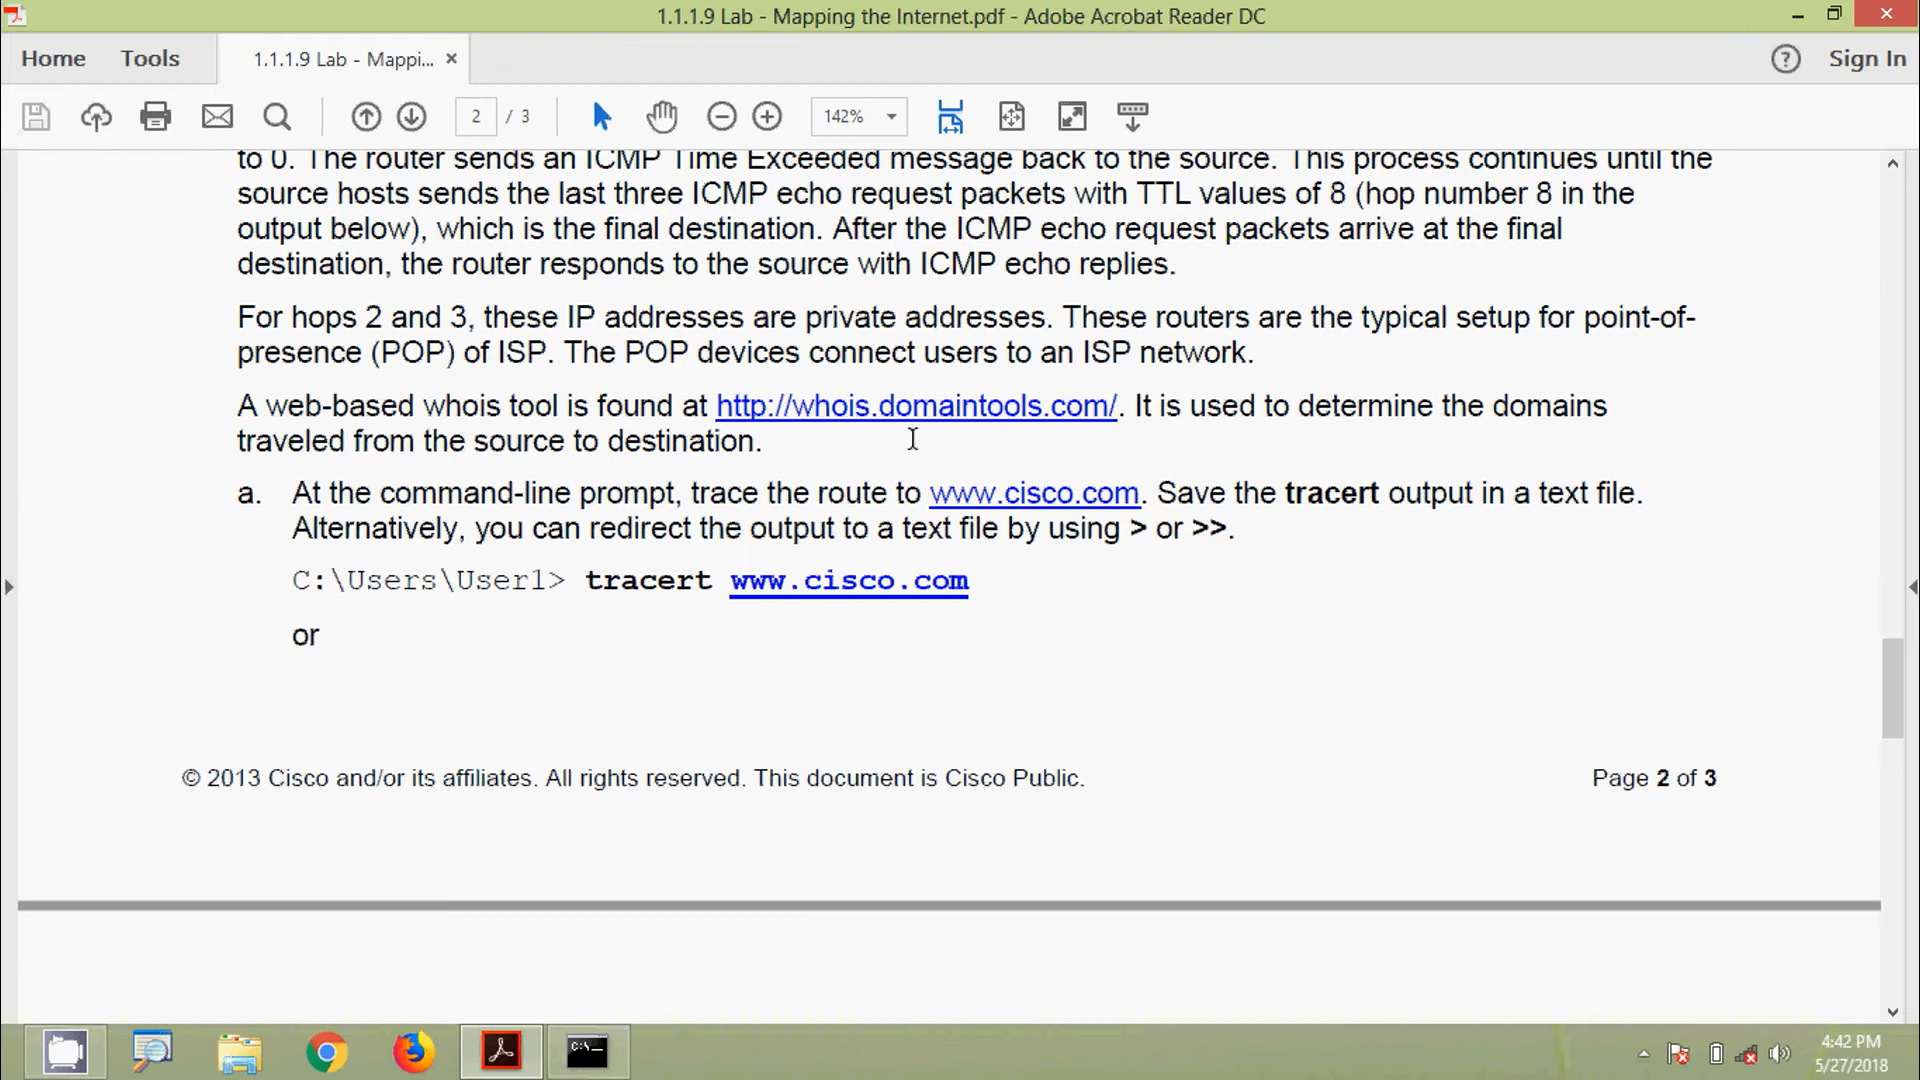 1.1.1.9 Lab - Mapping the Internet.pdf - Adobe Acrobat Reader DC
Home
Tools
1.1.1.9 Lab - Mappi...
Sign In
2 / 3
142%
to 0. The router sends an ICMP Time Exceeded message back to the source. This process continues until the
source hosts sends the last three ICMP echo request packets with TTL values of 8 (hop number 8 in the
output below), which is the final destination. After the ICMP echo request packets arrive at the final
destination, the router responds to the source with ICMP echo replies.
For hops 2 and 3, these IP addresses are private addresses. These routers are the typical setup for point-of-
presence (POP) of ISP. The POP devices connect users to an ISP network.
A web-based whois tool is found at http://whois.domaintools.com/. It is used to determine the domains
traveled from the source to destination.
a. At the command-line prompt, trace the route to www.cisco.com. Save the tracert output in a text file.
Alternatively, you can redirect the output to a text file by using > or >>.
C:\Users\User1> tracert www.cisco.com
or
© 2013 Cisco and/or its affiliates. All rights reserved. This document is Cisco Public.
Page 2 of 3
C:\_
4:42 PM
5/27/2018